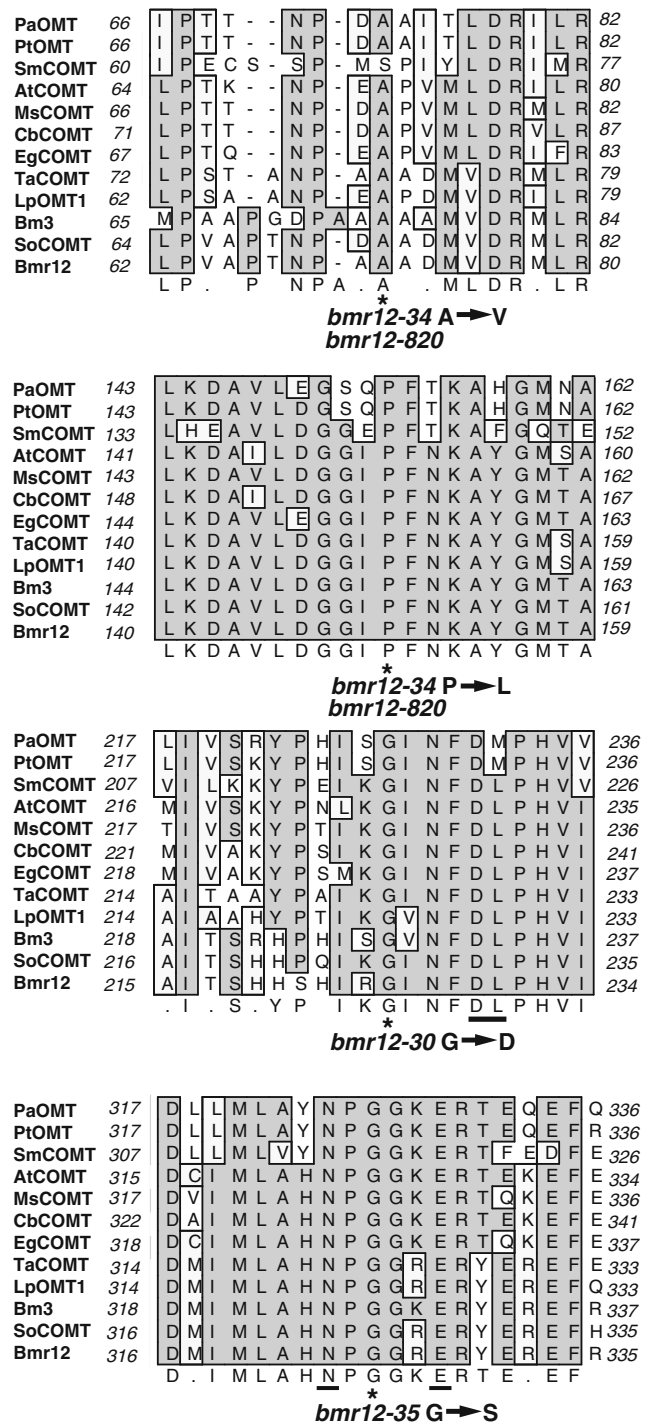 PaOMT 66 I P T T - - N P - D A A I T L D R I L R 82
PtOMT 66 I P T T - - N P - D A A I T L D R I L R 82
SmCOMT 60 I P E C S - S P - M S P I Y L D R I M R 77
AtCOMT 64 L P T K - - N P - E A P V M L D R I L R 80
MsCOMT 66 L P T T - - N P - D A P V M L D R M L R 82
CbCOMT 71 L P T T - - N P - D A P V M L D R V L R 87
EgCOMT 67 L P T Q - - N P - E A P V M L D R I F R 83
TaCOMT 72 L P S T - A N P - A A A D M V D R M L R 79
LpOMT1 62 L P S A - A N P - E A P D M V D R I L R 79
Bm3 65 M P A A P G D P A A A A A M V D R M L R 84
SoCOMT 64 L P V A P T N P - D A A D M V D R M L R 82
Bmr12 62 L P V A P T N P - A A A D M V D R M L R 80
L P . P N P A . A . M L D R . L R
*
bmr12-34 A → V
bmr12-820
PaOMT 143 L K D A V L E G S Q P F T K A H G M N A 162
PtOMT 143 L K D A V L D G S Q P F T K A H G M N A 162
SmCOMT 133 L H E A V L D G G E P F T K A F G Q T E 152
AtCOMT 141 L K D A I L D G G I P F N K A Y G M S A 160
MsCOMT 143 L K D A V L D G G I P F N K A Y G M T A 162
CbCOMT 148 L K D A I L D G G I P F N K A Y G M T A 167
EgCOMT 144 L K D A V L E G G I P F N K A Y G M T A 163
TaCOMT 140 L K D A V L D G G I P F N K A Y G M S A 159
LpOMT1 140 L K D A V L D G G I P F N K A Y G M S A 159
Bm3 144 L K D A V L D G G I P F N K A Y G M T A 163
SoCOMT 142 L K D A V L D G G I P F N K A Y G M T A 161
Bmr12 140 L K D A V L D G G I P F N K A Y G M T A 159
L K D A V L D G G I P F N K A Y G M T A
*
bmr12-34 P → L
bmr12-820
PaOMT 217 L I V S R Y P H I S G I N F D M P H V V 236
PtOMT 217 L I V S K Y P H I S G I N F D M P H V V 236
SmCOMT 207 V I L K K Y P E I K G I N F D L P H V V 226
AtCOMT 216 M I V S K Y P N L K G I N F D L P H V I 235
MsCOMT 217 T I V S K Y P T I K G I N F D L P H V I 236
CbCOMT 221 M I V A K Y P S I K G I N F D L P H V I 241
EgCOMT 218 M I V A K Y P S M K G I N F D L P H V I 237
TaCOMT 214 A I T A A Y P A I K G I N F D L P H V I 233
LpOMT1 214 A I A A H Y P T I K G V N F D L P H V I 233
Bm3 218 A I T S R H P H I S G V N F D L P H V I 237
SoCOMT 216 A I T S H H P Q I K G I N F D L P H V I 235
Bmr12 215 A I T S H H S H I R G I N F D L P H V I 234
. I . S . Y P I K G I N F D L P H V I
*
bmr12-30 G → D
PaOMT 317 D L L M L A Y N P G G K E R T E Q E F Q 336
PtOMT 317 D L L M L A Y N P G G K E R T E Q E F R 336
SmCOMT 307 D L L M L V Y N P G G K E R T F E D F E 326
AtCOMT 315 D C I M L A H N P G G K E R T E K E F E 334
MsCOMT 317 D V I M L A H N P G G K E R T Q K E F E 336
CbCOMT 322 D A I M L A H N P G G K E R T E K E F E 341
EgCOMT 318 D C I M L A H N P G G K E R T Q K E F E 337
TaCOMT 314 D M I M L A H N P G G R E R Y E R E F E 333
LpOMT1 314 D M I M L A H N P G G R E R Y E R E F Q 333
Bm3 318 D M I M L A H N P G G K E R Y E R E F R 337
SoCOMT 316 D M I M L A H N P G G R E R Y E R E F H 335
Bmr12 316 D M I M L A H N P G G R E R Y E R E F R 335
D . I M L A H N P G G K E R T E . E F
*
bmr12-35 G → S